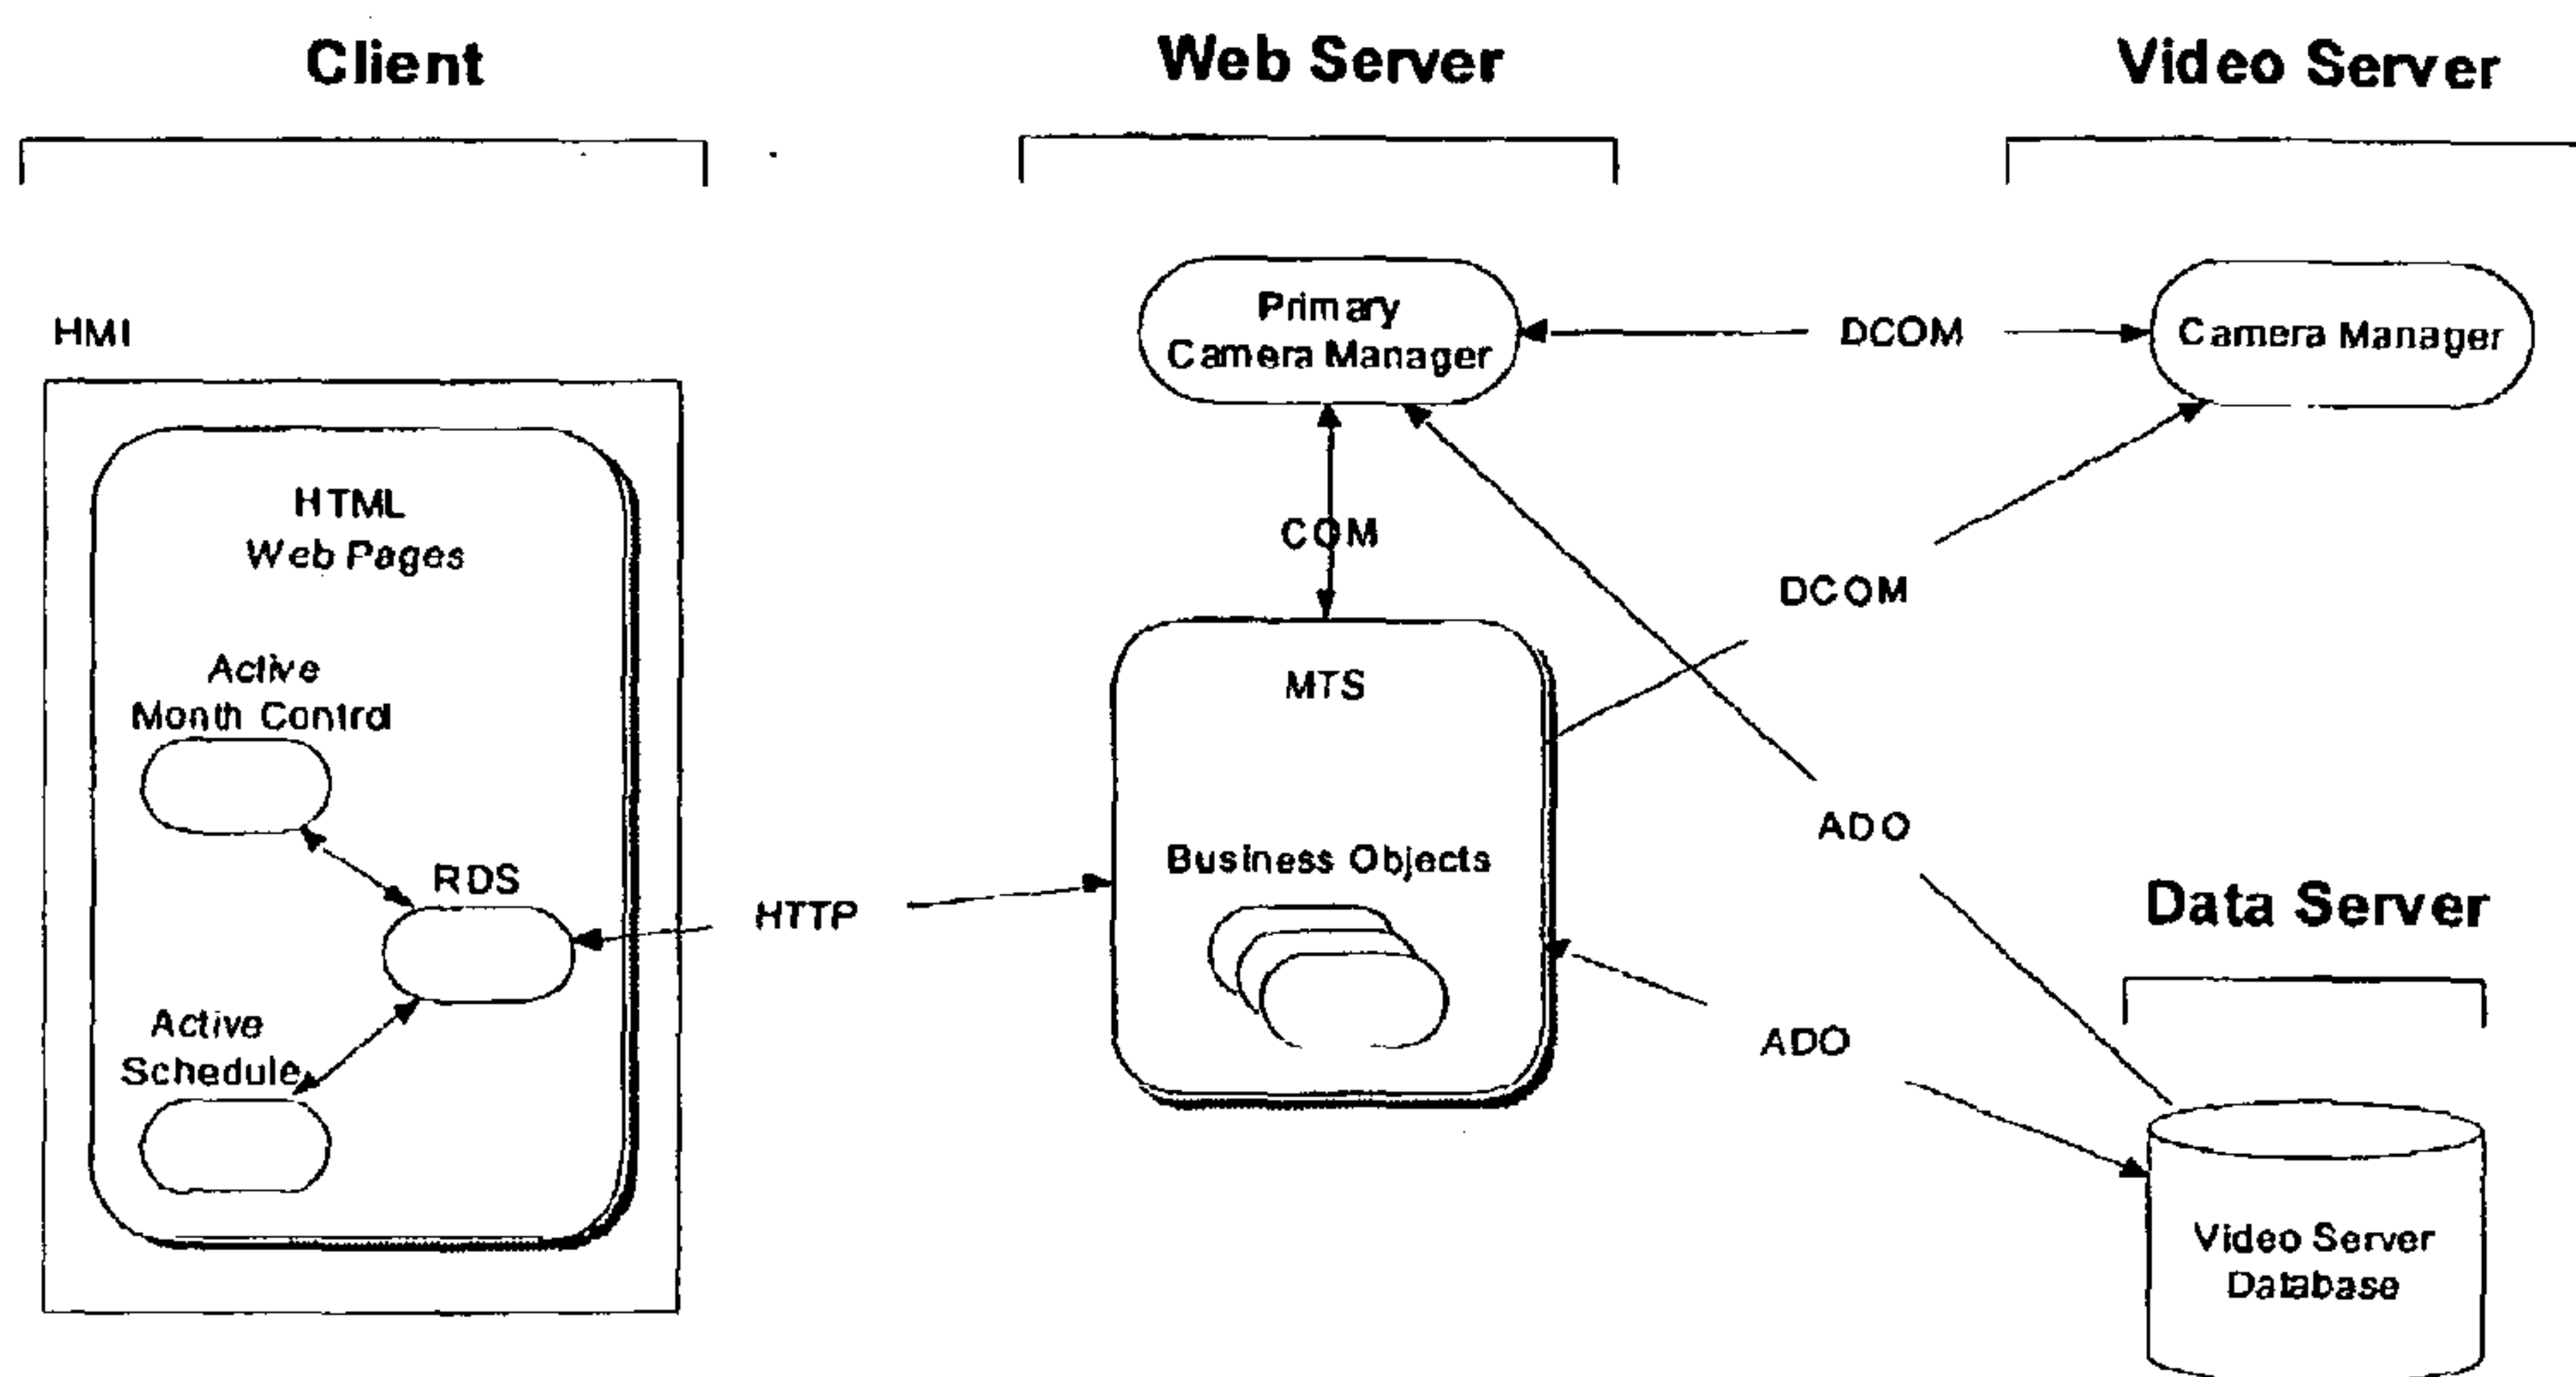 Client
Web Server
Video Server
HMI
HTML
Web Pages
Active
Month Control
RDS
Active
Schedule
HTTP
Primary
Camera Manager
COM
MTS
Business Objects
DCOM
Camera Manager
DCOM
ADO
ADO
Data Server
Video Server
Database